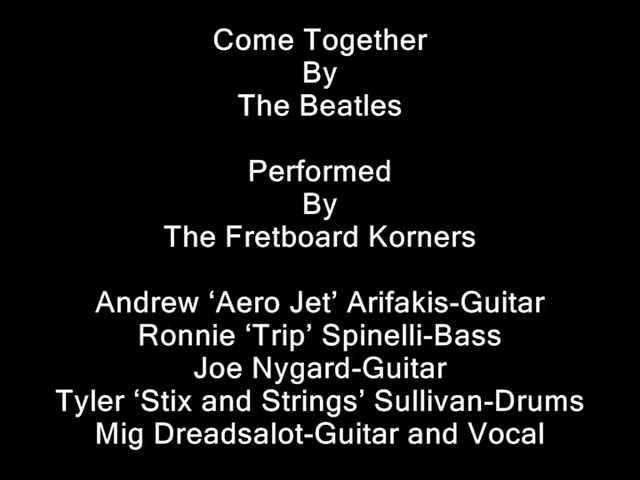 Come Together
By
The Beatles
Performed
By
The Fretboard Korners
Andrew ‘Aero Jet’ Arifakis-Guitar
Ronnie ‘Trip’ Spinelli-Bass
Joe Nygard-Guitar
Tyler ‘Stix and Strings’ Sullivan-Drums
Mig Dreadsalot-Guitar and Vocal